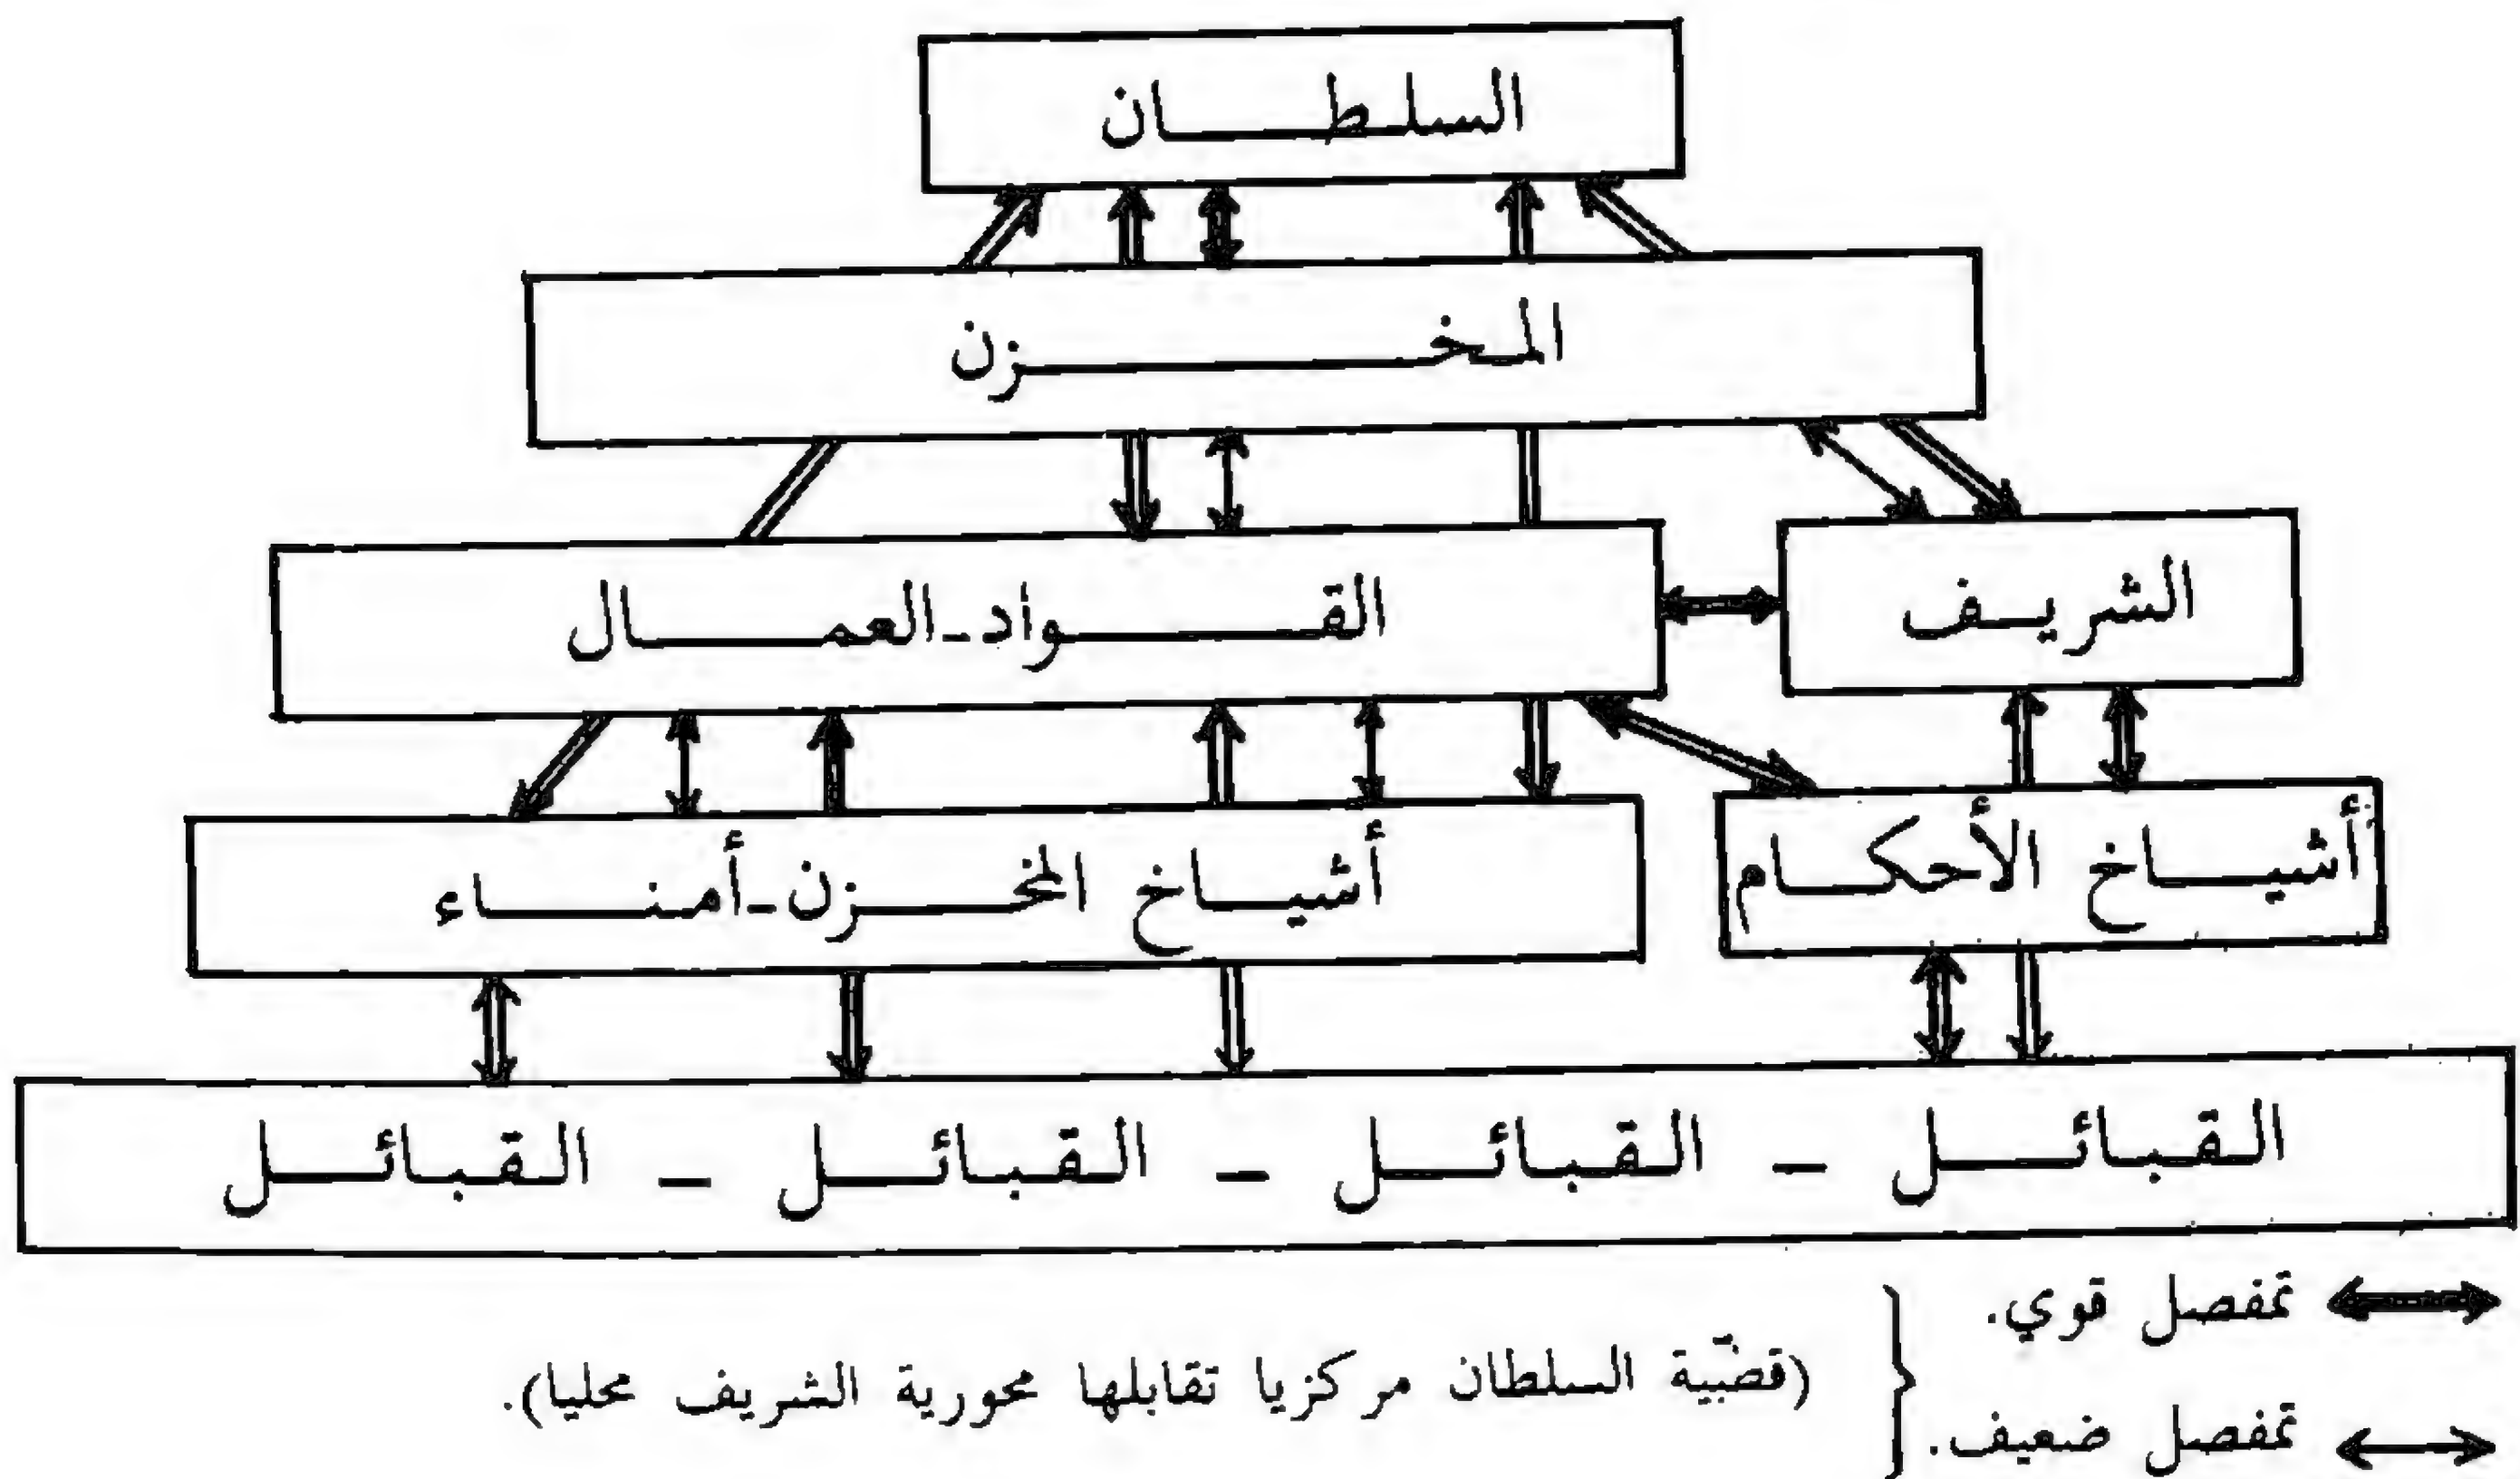 السلطان
المخزن
الشريف
القواد-العمال
أشياخ الأحكام
أشياخ المخزن-أمناء
القبائل – القبائل – القبائل – القبائل
تمفصل قوي.
تمفصل ضعيف.
(قطبية السلطان مركزيا تقابلها محورية الشريف محليا).